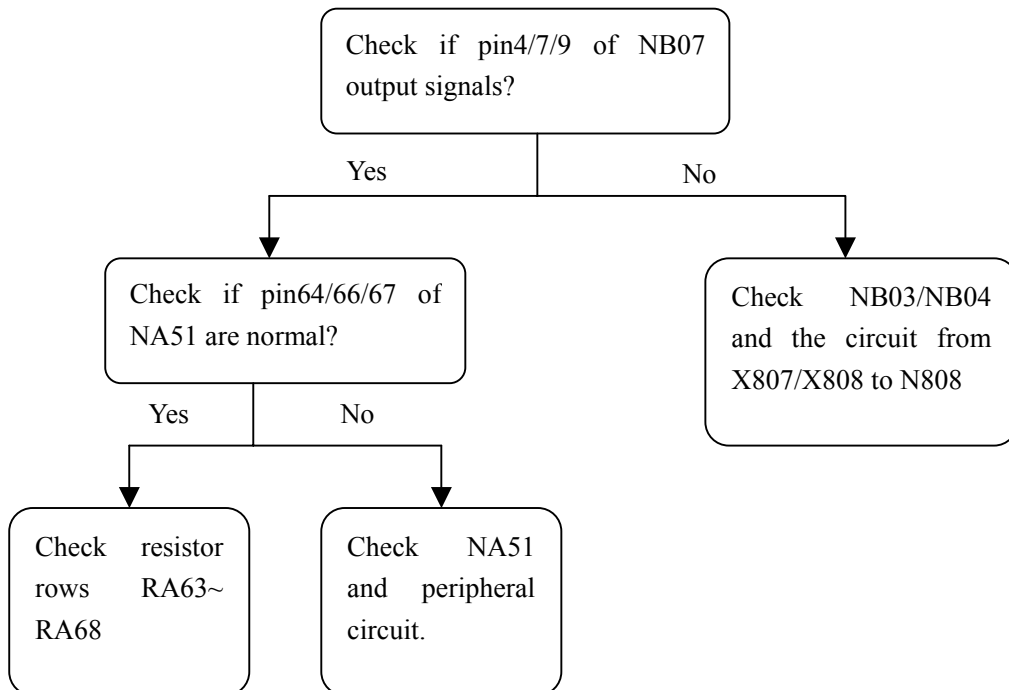 Check if pin4/7/9 of NB07
output signals?
Yes
No
Check if pin64/66/67 of
NA51 are normal?
Check NB03/NB04
and the circuit from
X807/X808 to N808
Yes
No
Check resistor
rows RA63~
RA68
Check NA51
and peripheral
circuit.